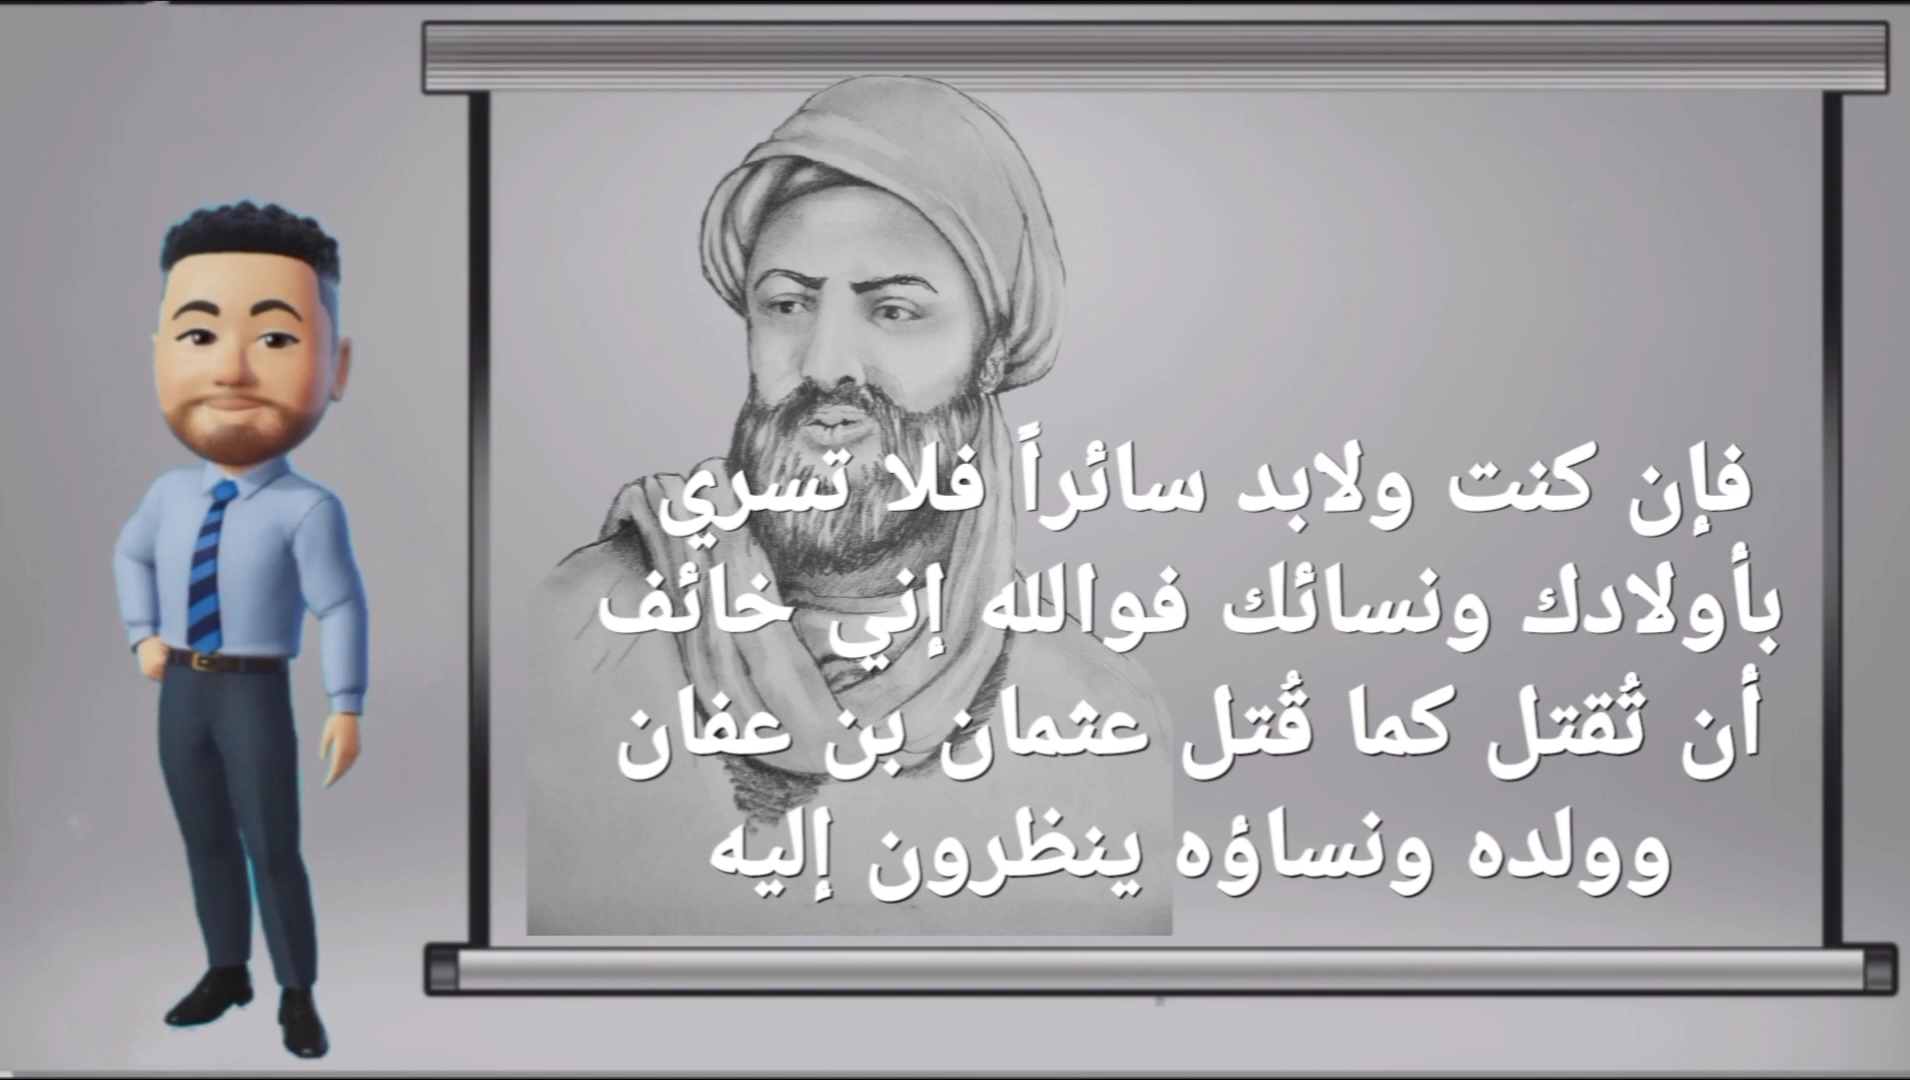 فإن كنت ولابد سائراً فلا تسري
بأولادك ونسائك فوالله إني خائف
أن تُقتل كما قُتل عثمان بن عفان
وولده ونساؤه ينظرون إليه